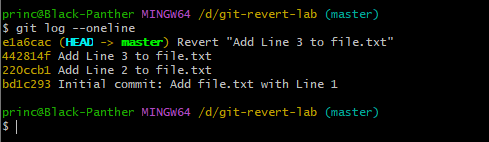 princ@Black-Panther MINGW64 /d/git-revert-lab (master)
$ git log --oneline
e1a6cac (HEAD -> master) Revert "Add Line 3 to file.txt"
442814f Add Line 3 to file.txt
220ccb1 Add Line 2 to file.txt
bd1c293 Initial commit: Add file.txt with Line 1
princ@Black-Panther MINGW64 /d/git-revert-lab (master)
$